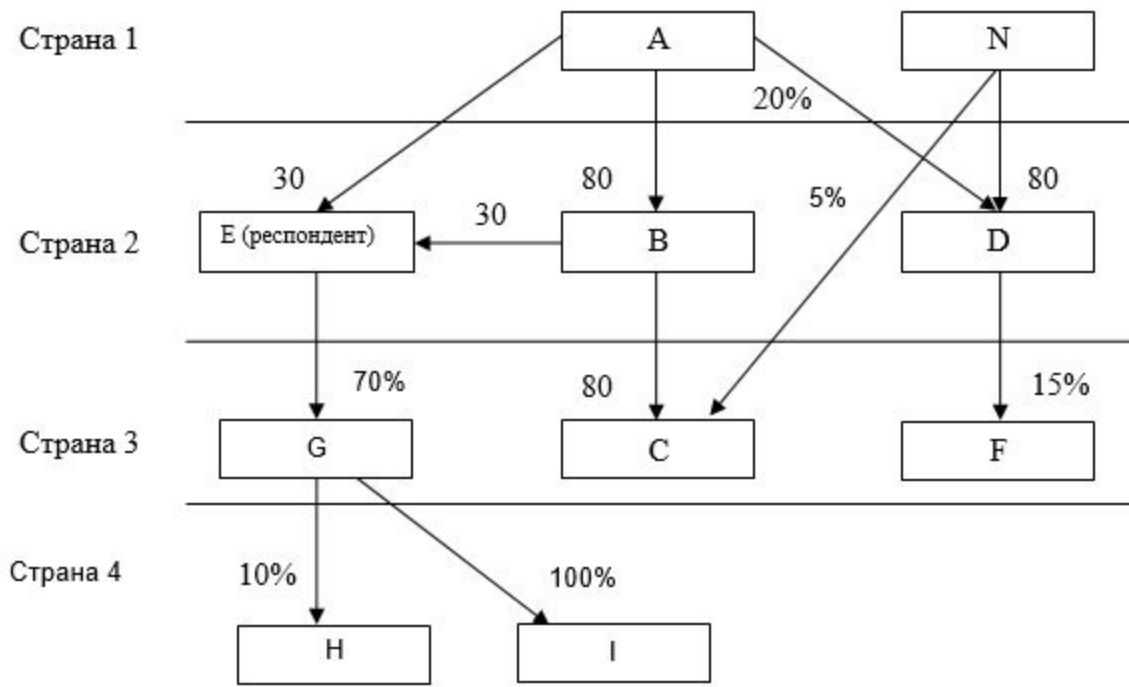 Страна 1
A
N
20%
30
80
5%
80
Страна 2
E (респондент)
30
B
D
70%
80
15%
Страна 3
G
C
F
Страна 4
10%
100%
H
I